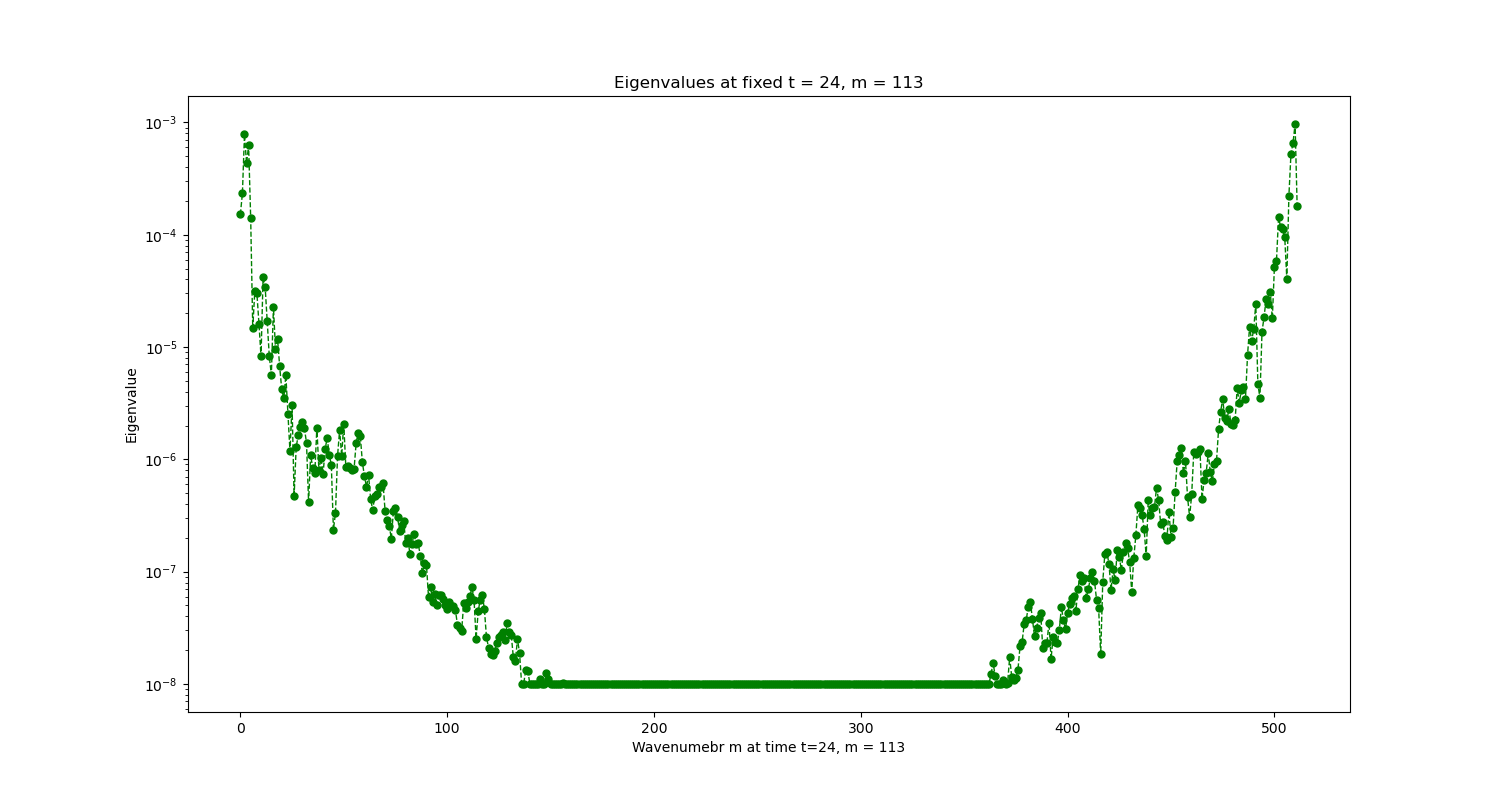 Eigenvalues at fixed t = 24, m = 113
10⁻³
10⁻⁴
10⁻⁵
10⁻⁶
10⁻⁷
10⁻⁸
Eigenvalue
0 100 200 300 400 500
Wavenumebr m at time t=24, m = 113